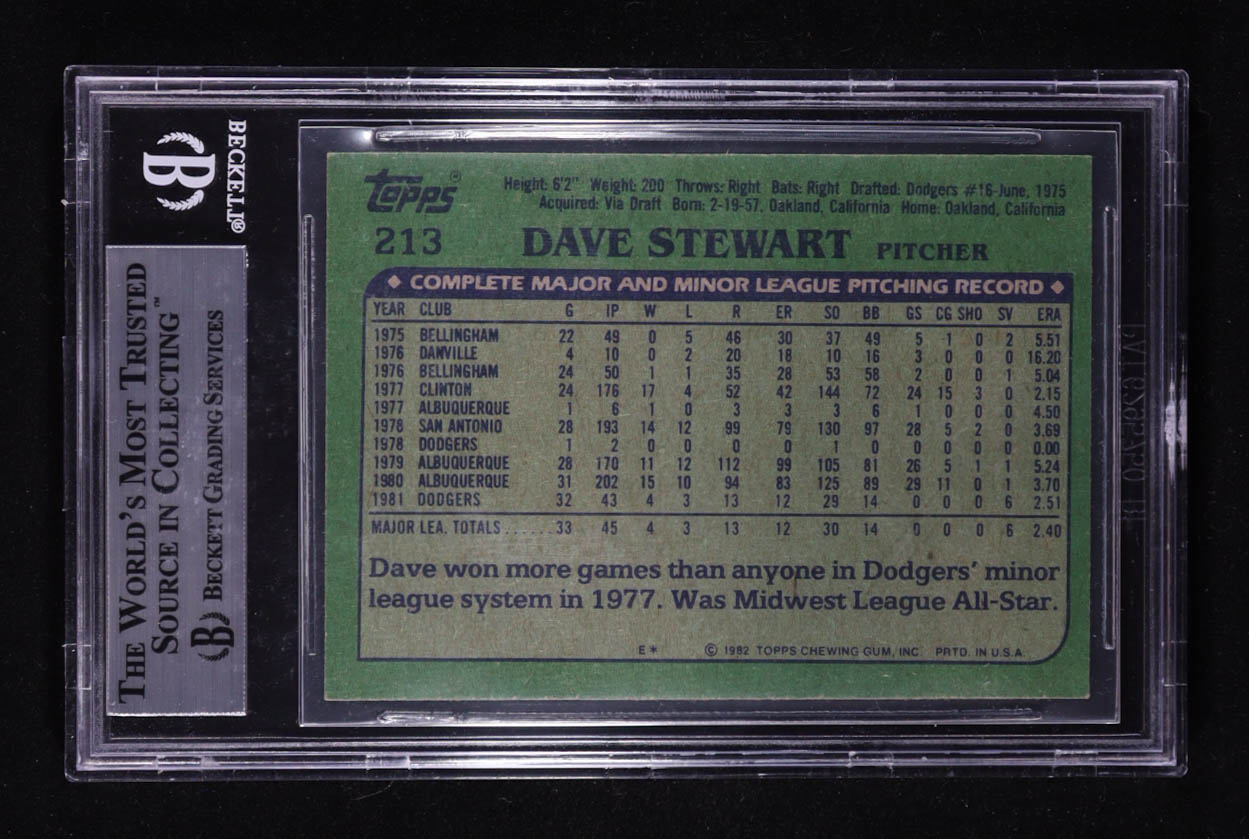 BECKETT®
B
THE WORLD'S MOST TRUSTED
SOURCE IN COLLECTING™
B BECKETT GRADING SERVICES
Topps®
Height: 6'2" Weight: 200 Throws: Right Bats: Right Drafted: Dodgers #16-June, 1975
Acquired: Via Draft Born: 2-19-57, Oakland, California Home: Oakland, California
213 DAVE STEWART PITCHER
◆ COMPLETE MAJOR AND MINOR LEAGUE PITCHING RECORD ◆
YEAR CLUB G IP W L R ER SO BB GS CG SHO SV ERA
1975 BELLINGHAM 22 49 0 5 46 30 37 49 5 1 0 2 5.51
1976 DANVILLE 4 10 0 2 20 18 10 16 3 0 0 0 16.20
1976 BELLINGHAM 24 50 1 1 35 28 53 58 2 0 0 1 5.04
1977 CLINTON 24 176 17 4 52 42 144 72 24 15 3 0 2.15
1977 ALBUQUERQUE 1 6 1 0 3 3 3 6 1 0 0 0 4.50
1978 SAN ANTONIO 28 193 14 12 99 79 130 97 28 5 2 0 3.69
1978 DODGERS 1 2 0 0 0 0 1 0 0 0 0 0 0.00
1979 ALBUQUERQUE 28 170 11 12 112 99 105 81 26 5 1 1 5.24
1980 ALBUQUERQUE 31 202 15 10 94 83 125 89 29 11 0 1 3.70
1981 DODGERS 32 43 4 3 13 12 29 14 0 0 0 6 2.51
MAJOR LEA. TOTALS...... 33 45 4 3 13 12 30 14 0 0 0 6 2.40
Dave won more games than anyone in Dodgers' minor
league system in 1977. Was Midwest League All-Star.
E* © 1982 TOPPS CHEWING GUM, INC. PRTD. IN U.S.A.